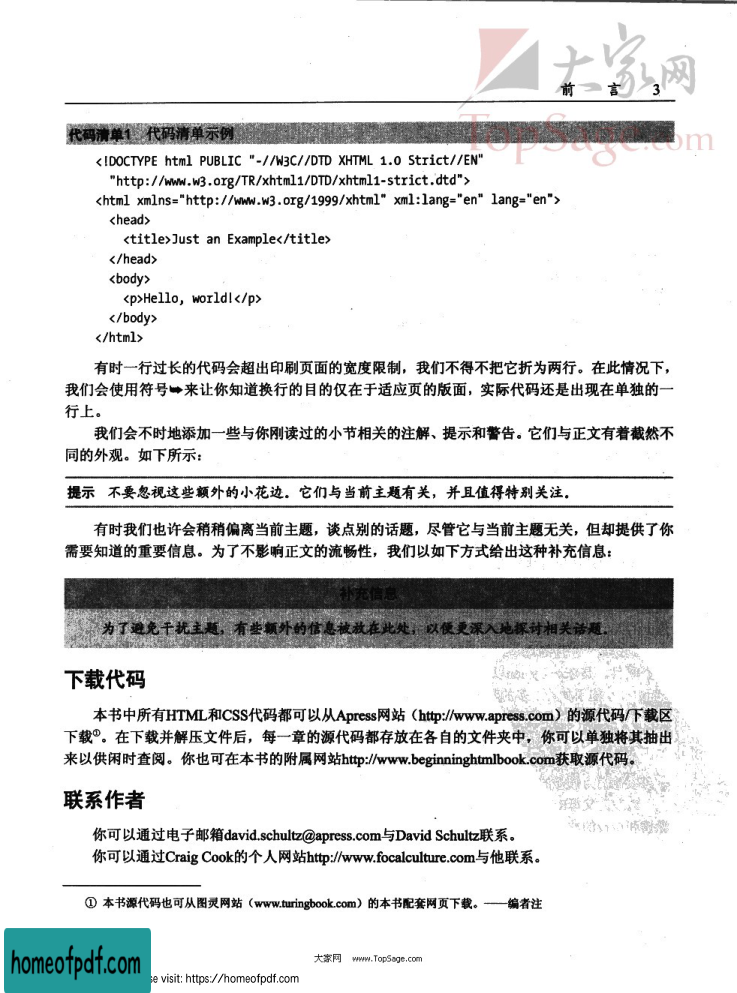 大家网
前 言 3
TopSage.com
代码清单1 代码清单示例
<!DOCTYPE html PUBLIC "-//W3C//DTD XHTML 1.0 Strict//EN"
"http://www.w3.org/TR/xhtml1/DTD/xhtml1-strict.dtd">
<html xmlns="http://www.w3.org/1999/xhtml" xml:lang="en" lang="en">
<head>
<title>Just an Example</title>
</head>
<body>
<p>Hello, world!</p>
</body>
</html>
有时一行过长的代码会超出印刷页面的宽度限制，我们不得不把它折为两行。在此情况下，
我们会使用符号➥来让你知道换行的目的仅在于适应页的版面，实际代码还是出现在单独的一
行上。
我们会不时地添加一些与你刚读过的小节相关的注解、提示和警告。它们与正文有着截然不
同的外观。如下所示：
提示 不要忽视这些额外的小花边。它们与当前主题有关，并且值得特别关注。
有时我们也许会稍稍偏离当前主题，谈点别的话题，尽管它与当前主题无关，但却提供了你
需要知道的重要信息。为了不影响正文的流畅性，我们以如下方式给出这种补充信息：
补充信息
为了避免干扰主题，有些额外的信息被放在此处，以便更深入地探讨相关话题。
下载代码
本书中所有HTML和CSS代码都可以从Apress网站（http://www.apress.com）的源代码/下载区
下载①。在下载并解压文件后，每一章的源代码都存放在各自的文件夹中，你可以单独将其抽出
来以供闲时查阅。你也可在本书的附属网站http://www.beginninghtmlbook.com获取源代码。
联系作者
你可以通过电子邮箱david.schultz@apress.com与David Schultz联系。
你可以通过Craig Cook的个人网站http://www.focalculture.com与他联系。
① 本书源代码也可从图灵网站（www.turingbook.com）的本书配套网页下载。——编者注
大家网 www.TopSage.com
homeofpdf.com
se visit: https://homeofpdf.com